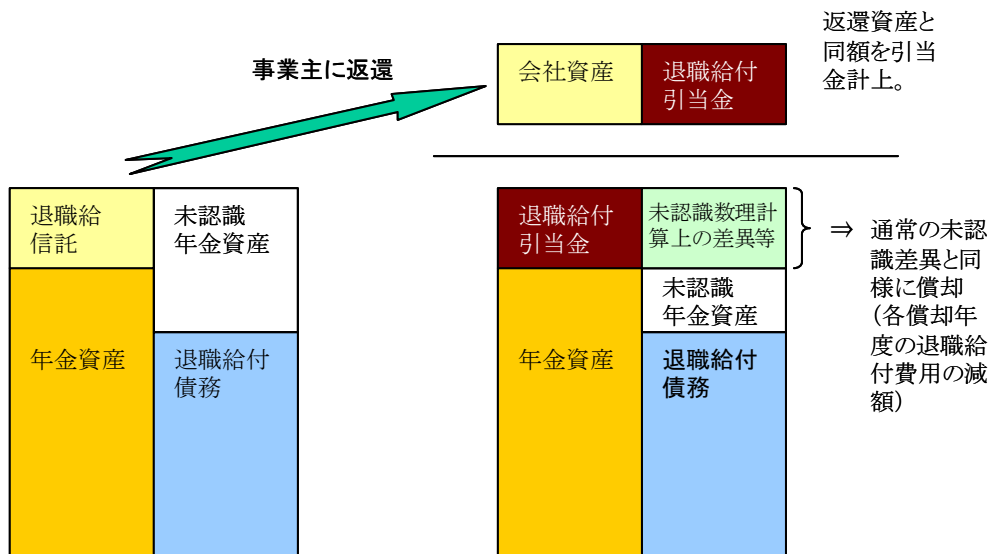 返還資産と
同額を引当
金計上。
事業主に返還
会社資産
退職給付
引当金
退職給
信託
未認識
年金資産
年金資産
退職給付
債務
退職給付
引当金
未認識数理計
算上の差異等
未認識
年金資産
年金資産
退職給付
債務
⇒ 通常の未認
識差異と同
様に償却
(各償却年
度の退職給
付費用の減
額)